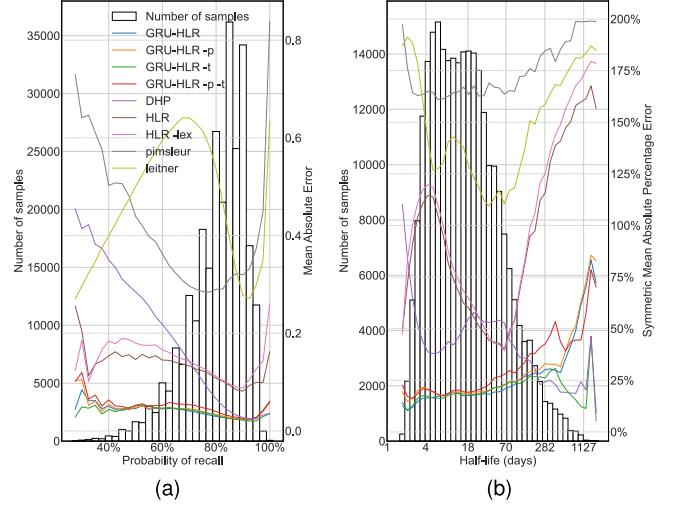 Number of samples
GRU-HLR
GRU-HLR -p
GRU-HLR -t
GRU-HLR -p -t
DHP
HLR
HLR -lex
pimsleur
leitner
35000
30000
25000
20000
15000
10000
5000
0
Number of samples
40%
60%
80%
100%
Probability of recall
0.8
0.6
0.4
0.2
0.0
Mean Absolute Error
(a)
14000
12000
10000
8000
6000
4000
2000
0
Number of samples
1
4
18
70
282
1127
Half-life (days)
200%
175%
150%
125%
100%
75%
50%
25%
0%
Symmetric Mean Absolute Percentage Error
(b)